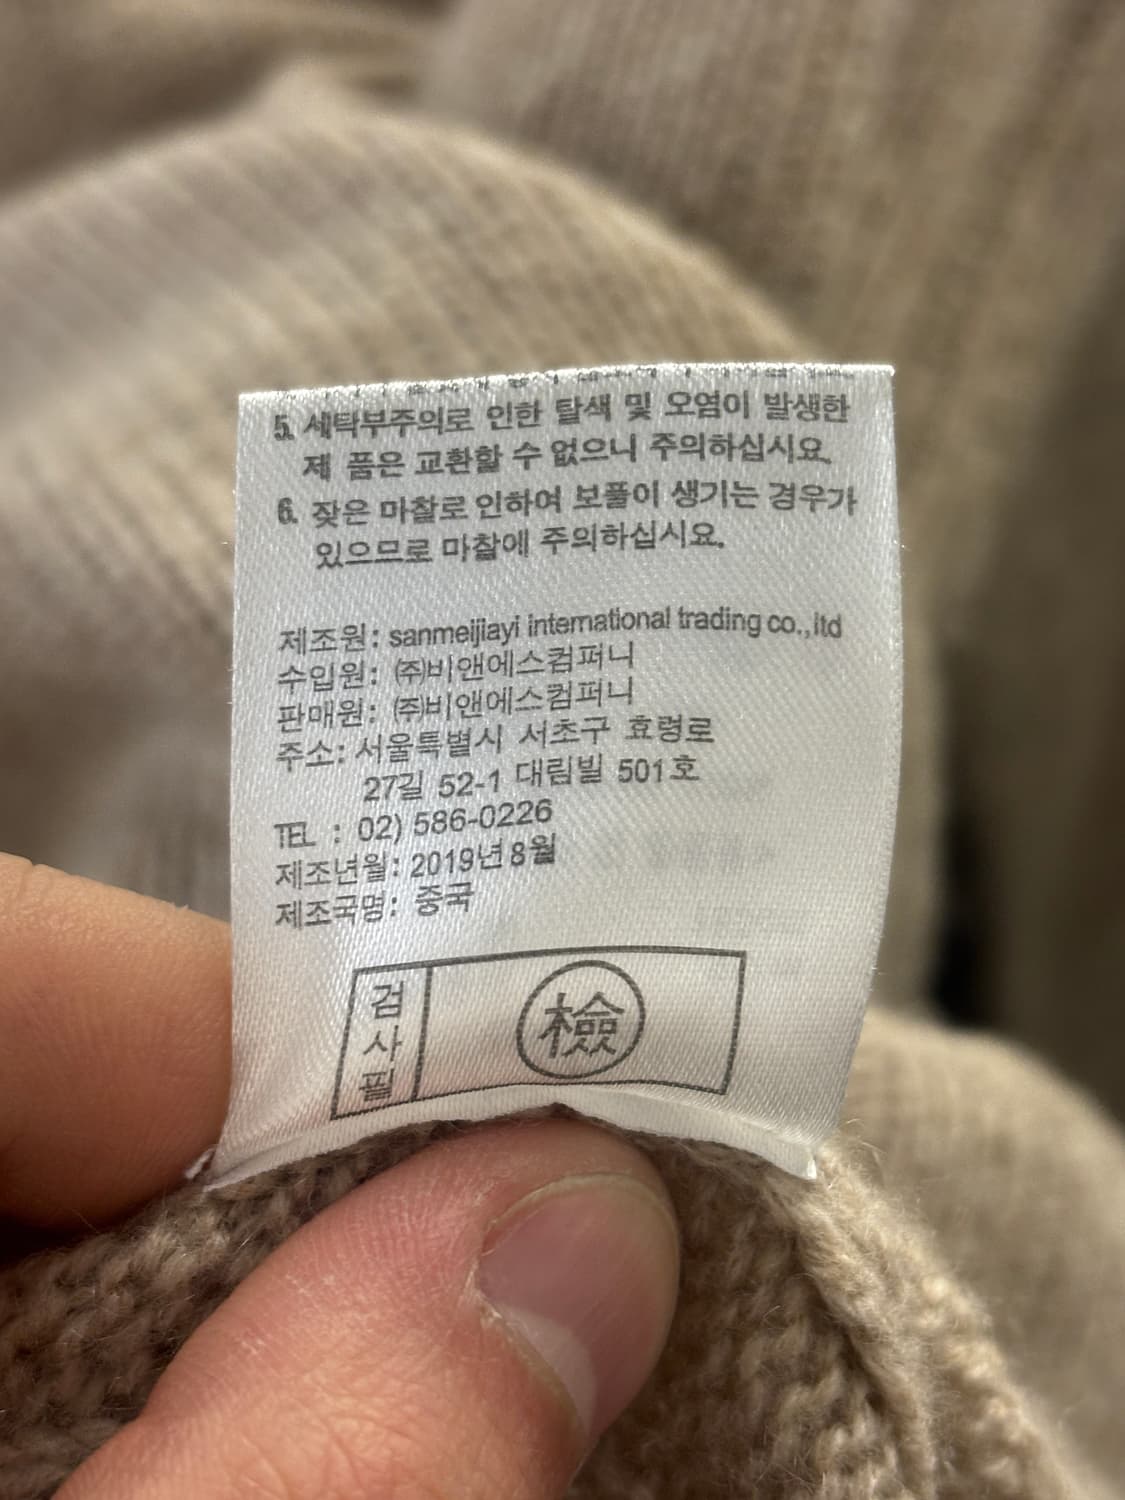 5. 세탁부주의로 인한 탈색 및 오염이 발생한
제 품은 교환할 수 없으니 주의하십시요.
6. 잦은 마찰로 인하여 보풀이 생기는 경우가
있으므로 마찰에 주의하십시요.
제조원: sanmeijiayi international trading co.,ltd
수입원: ㈜비앤에스컴퍼니
판매원: ㈜비앤에스컴퍼니
주소: 서울특별시 서초구 효령로
27길 52-1 대림빌 501호
TEL : 02) 586-0226
제조년월: 2019년 8월
제조국명: 중국
검사필 檢